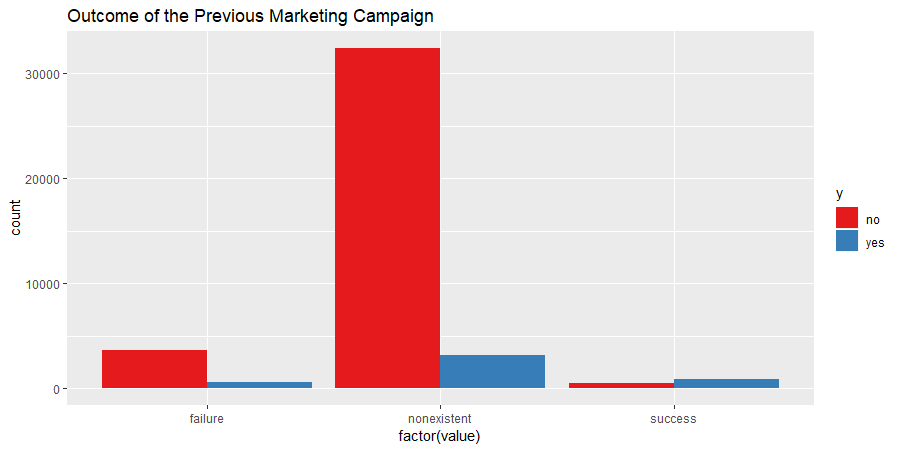 Outcome of the Previous Marketing Campaign
30000
20000
10000
0
count
failure nonexistent success
factor(value)
y
no
yes